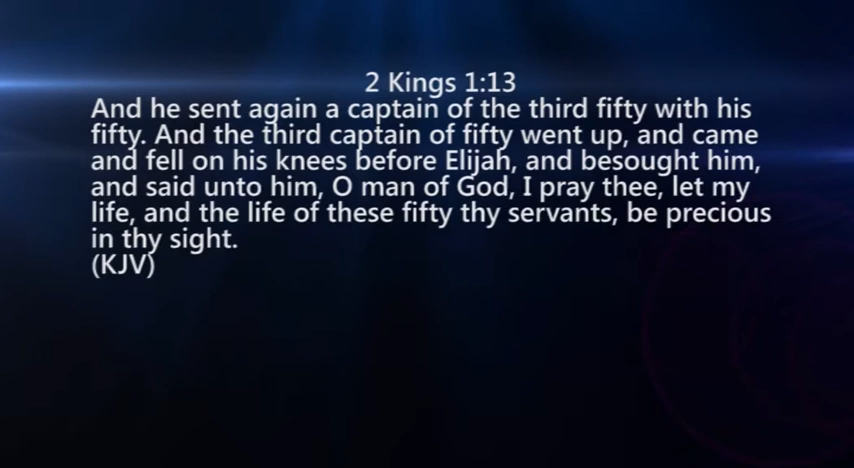 2 Kings 1:13
And he sent again a captain of the third fifty with his
fifty. And the third captain of fifty went up, and came
and fell on his knees before Elijah, and besought him,
and said unto him, O man of God, I pray thee, let my
life, and the life of these fifty thy servants, be precious
in thy sight.
(KJV)